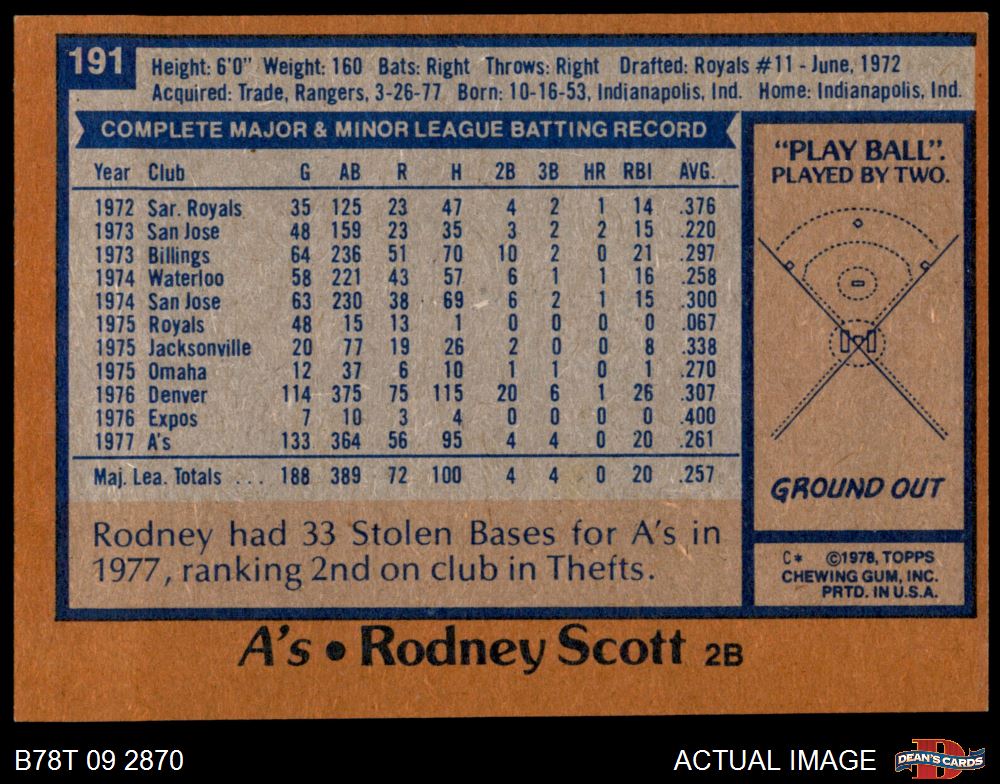 191
Height: 6'0" Weight: 160 Bats: Right Throws: Right Drafted: Royals #11 - June, 1972
Acquired: Trade, Rangers, 3-26-77 Born: 10-16-53, Indianapolis, Ind. Home: Indianapolis, Ind.
COMPLETE MAJOR & MINOR LEAGUE BATTING RECORD
Year Club G AB R H 2B 3B HR RBI AVG.
1972 Sar. Royals 35 125 23 47 4 2 1 14 .376
1973 San Jose 48 159 23 35 3 2 2 15 .220
1973 Billings 64 236 51 70 10 2 0 21 .297
1974 Waterloo 58 221 43 57 6 1 1 16 .258
1974 San Jose 63 230 38 69 6 2 1 15 .300
1975 Royals 48 15 13 1 0 0 0 0 .067
1975 Jacksonville 20 77 19 26 2 0 0 8 .338
1975 Omaha 12 37 6 10 1 1 0 1 .270
1976 Denver 114 375 75 115 20 6 1 26 .307
1976 Expos 7 10 3 4 0 0 0 0 .400
1977 A's 133 364 56 95 4 4 0 20 .261
Maj. Lea. Totals ... 188 389 72 100 4 4 0 20 .257
Rodney had 33 Stolen Bases for A's in
1977, ranking 2nd on club in Thefts.
"PLAY BALL".
PLAYED BY TWO.
GROUND OUT
C* ©1978, TOPPS
CHEWING GUM, INC.
PRTD. IN U.S.A.
A's • Rodney Scott 2B
B78T 09 2870
ACTUAL IMAGE
D
DEAN'S CARDS